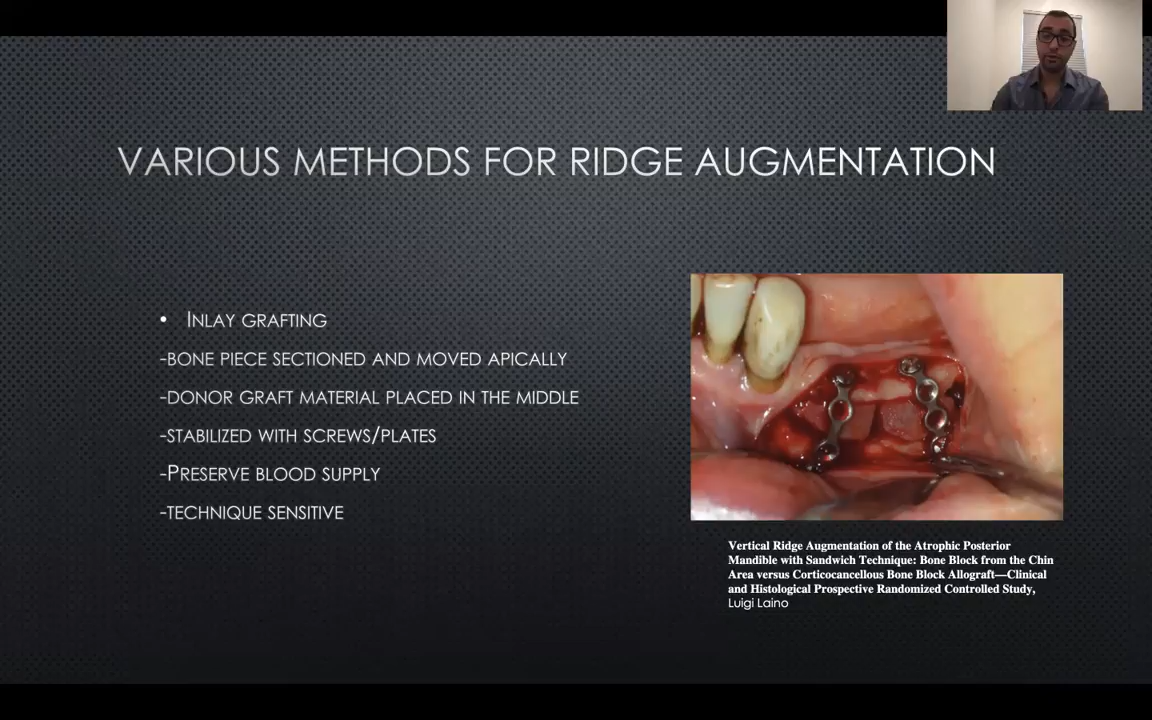 VARIOUS METHODS FOR RIDGE AUGMENTATION
• INLAY GRAFTING
-BONE PIECE SECTIONED AND MOVED APICALLY
-DONOR GRAFT MATERIAL PLACED IN THE MIDDLE
-STABILIZED WITH SCREWS/PLATES
-PRESERVE BLOOD SUPPLY
-TECHNIQUE SENSITIVE
Vertical Ridge Augmentation of the Atrophic Posterior
Mandible with Sandwich Technique: Bone Block from the Chin
Area versus Corticocancellous Bone Block Allograft—Clinical
and Histological Prospective Randomized Controlled Study,
Luigi Laino